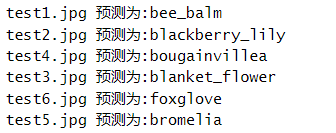 test1.jpg 预测为:bee_balm
test2.jpg 预测为:blackberry_lily
test4.jpg 预测为:bougainvillea
test3.jpg 预测为:blanket_flower
test6.jpg 预测为:foxglove
test5.jpg 预测为:bromelia